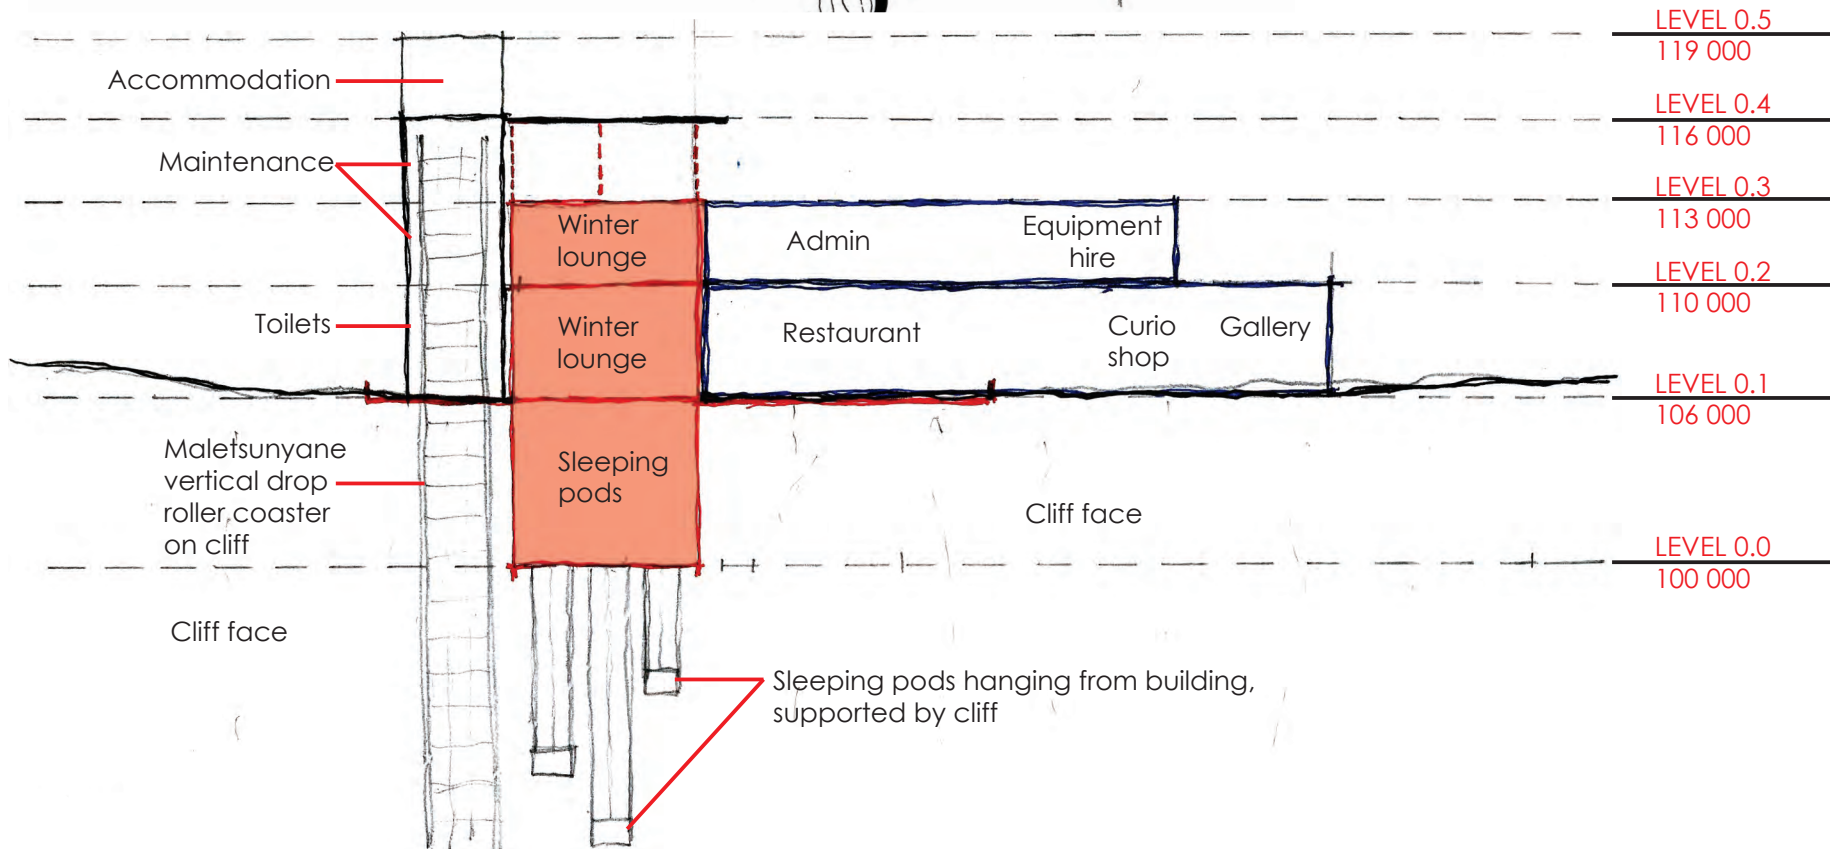 LEVEL 0.5
119 000
Accommodation
LEVEL 0.4
116 000
Maintenance
LEVEL 0.3
113 000
Winter
lounge
Admin
Equipment
hire
LEVEL 0.2
110 000
Toilets
Winter
lounge
Restaurant
Curio
shop
Gallery
LEVEL 0.1
106 000
Maletsunyane
vertical drop
roller coaster
on cliff
Sleeping
pods
Cliff face
LEVEL 0.0
100 000
Cliff face
Sleeping pods hanging from building,
supported by cliff